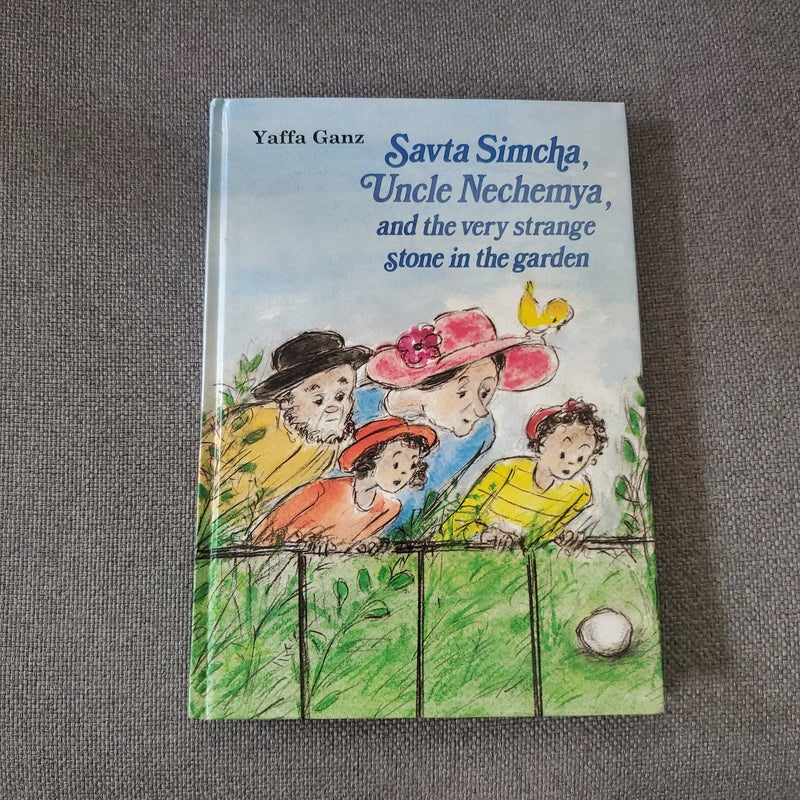 Yaffa Ganz
Savta Simcha,
Uncle Nechemya,
and the very strange
stone in the garden